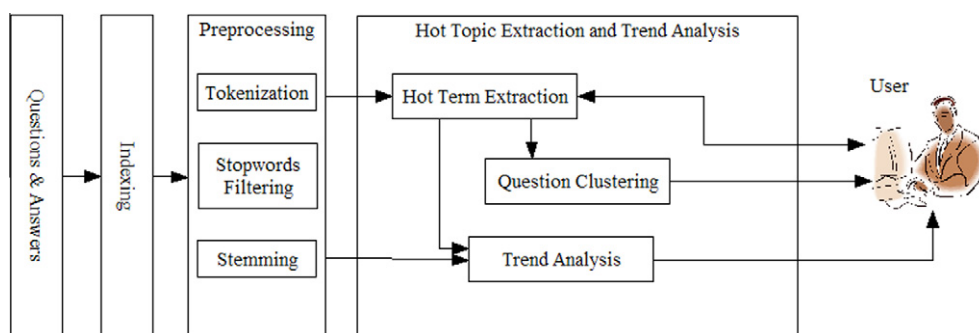 Questions & Answers
Indexing
Preprocessing
Tokenization
Stopwords
Filtering
Stemming
Hot Topic Extraction and Trend Analysis
Hot Term Extraction
Question Clustering
Trend Analysis
User